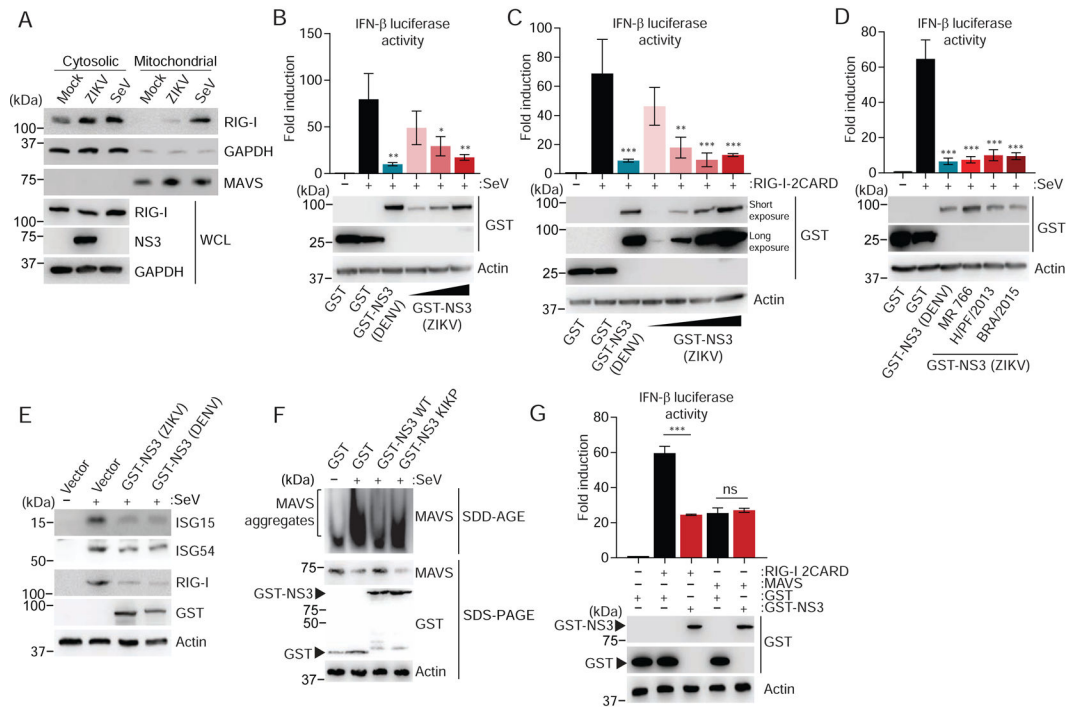 A
Cytosolic Mitochondrial
Mock ZIKV SeV Mock ZIKV SeV
(kDa)
100 RIG-I
37 GAPDH
75 MAVS
100 RIG-I
75 NS3
37 GAPDH
WCL
B
IFN-β luciferase
activity
Fold induction
150
100
50
0
** * **
– + + + + + :SeV
(kDa)
100
25
GST
37
Actin
GST GST GST-NS3 (DENV) GST-NS3 (ZIKV)
C
IFN-β luciferase
activity
Fold induction
100
80
60
40
20
0
*** ** *** ***
– + + + + + + :RIG-I-2CARD
(kDa)
100 Short exposure
100 Long exposure
25
GST
37
Actin
GST GST GST-NS3 (DENV) GST-NS3 (ZIKV)
D
IFN-β luciferase
activity
Fold induction
80
60
40
20
0
*** *** *** ***
– + + + + + :SeV
(kDa)
100
25
GST
37
Actin
GST GST GST-NS3 (DENV) MR 766 H/PF/2013 BRA/2015
GST-NS3 (ZIKV)
E
Vector Vector GST-NS3 (ZIKV) GST-NS3 (DENV)
(kDa) – + + + :SeV
15 ISG15
ISG54
50
RIG-I
100
100 GST
Actin
37
F
GST GST GST-NS3 WT GST-NS3 KIKP
(kDa) – + + + :SeV
MAVS
aggregates
MAVS SDD-AGE
75 MAVS
GST-NS3
75
50
GST SDS-PAGE
GST
37
Actin
G
IFN-β luciferase
activity
Fold induction
80
60
40
20
0
***
ns
– + + – – :RIG-I 2CARD
– – – + + :MAVS
+ + – + – :GST
– – + – + :GST-NS3
(kDa)
GST-NS3
75
GST
GST
37
Actin